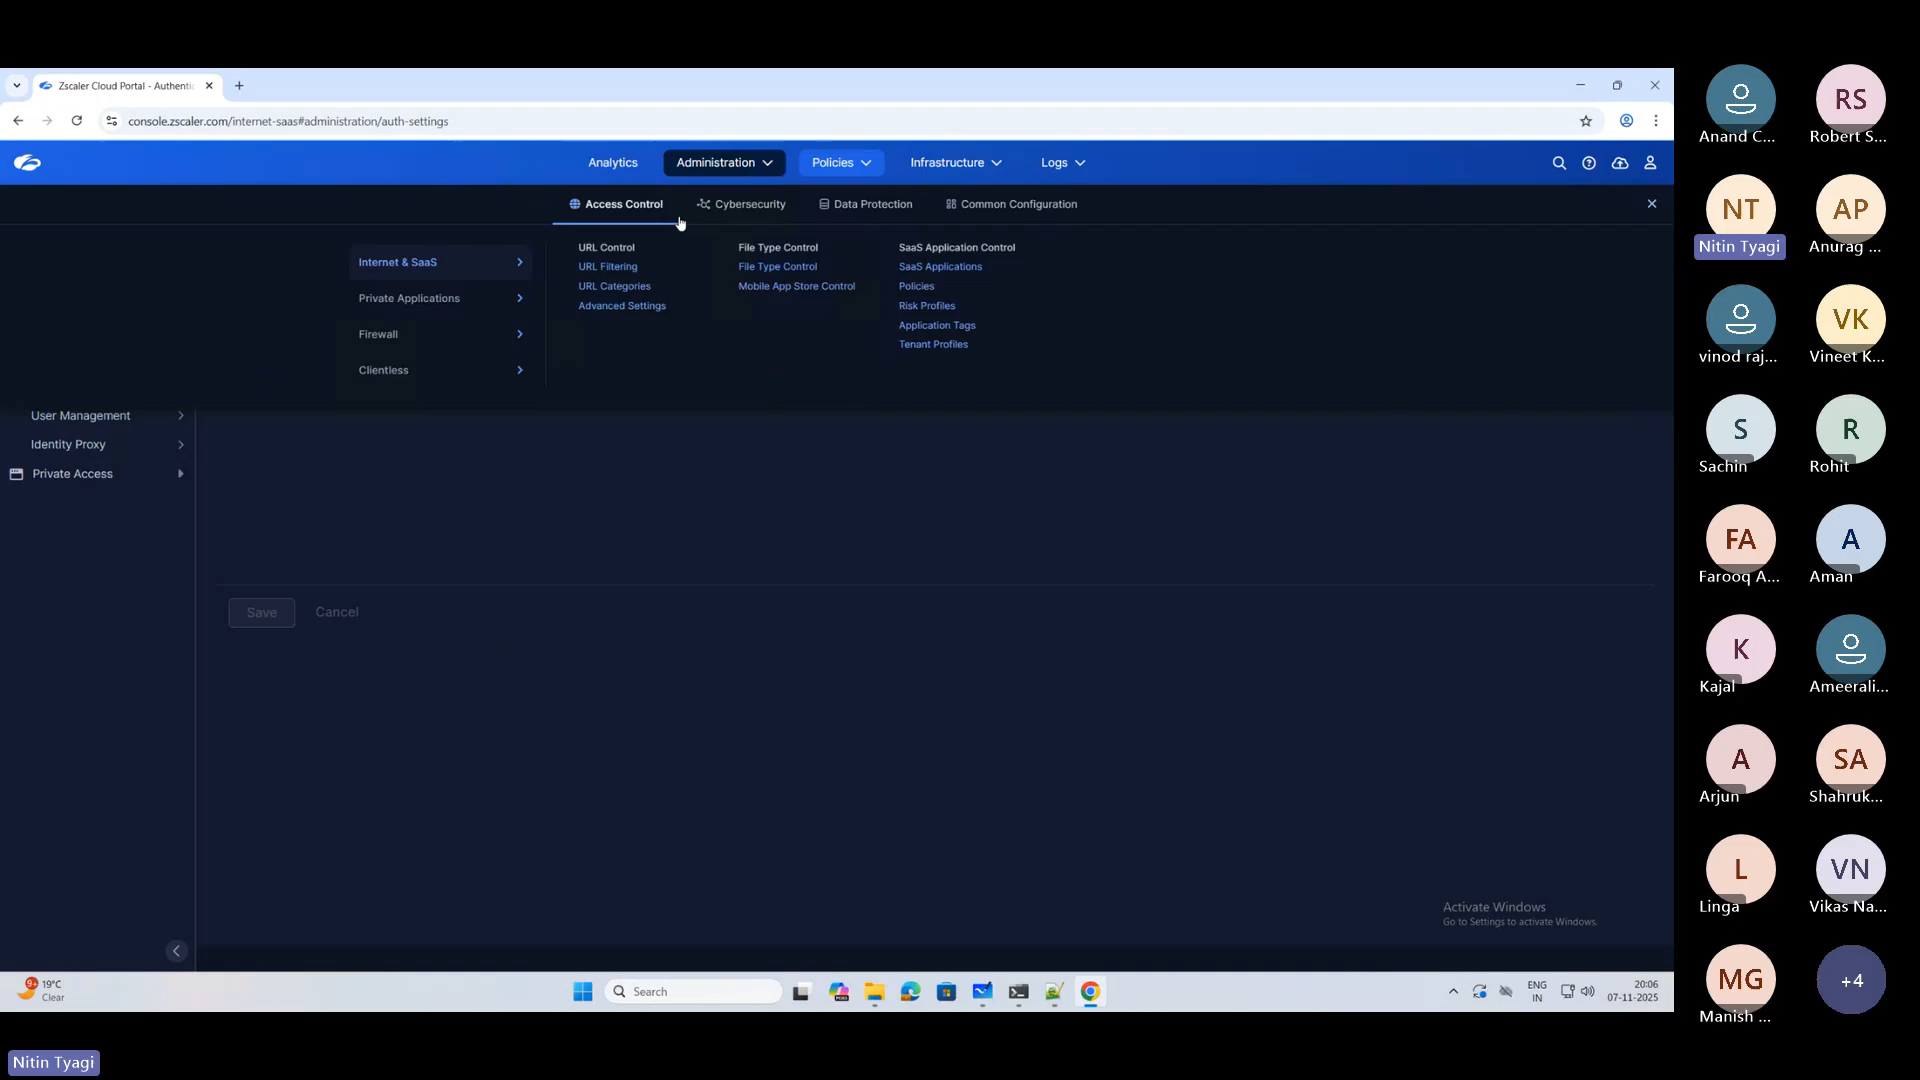 Zscaler Cloud Portal - Authentic
console.zscaler.com/internet-saas#administration/auth-settings
Analytics
Administration
Policies
Infrastructure
Logs
Access Control
Cybersecurity
Data Protection
Common Configuration
Internet & SaaS
Private Applications
Firewall
Clientless
URL Control
URL Filtering
URL Categories
Advanced Settings
File Type Control
File Type Control
Mobile App Store Control
SaaS Application Control
SaaS Applications
Policies
Risk Profiles
Application Tags
Tenant Profiles
User Management
Identity Proxy
Private Access
Save
Cancel
Activate Windows
Go to Settings to activate Windows.
9+
19°C
Clear
Search
ENG
IN
20:06
07-11-2025
Anand C...
RS
Robert S...
NT
Nitin Tyagi
AP
Anurag ...
vinod raj...
VK
Vineet K...
S
Sachin
R
Rohit
FA
Farooq A...
A
Aman
K
Kajal
Ameerali...
A
Arjun
SA
Shahruk...
L
Linga
VN
Vikas Na...
MG
Manish ...
+4
Nitin Tyagi